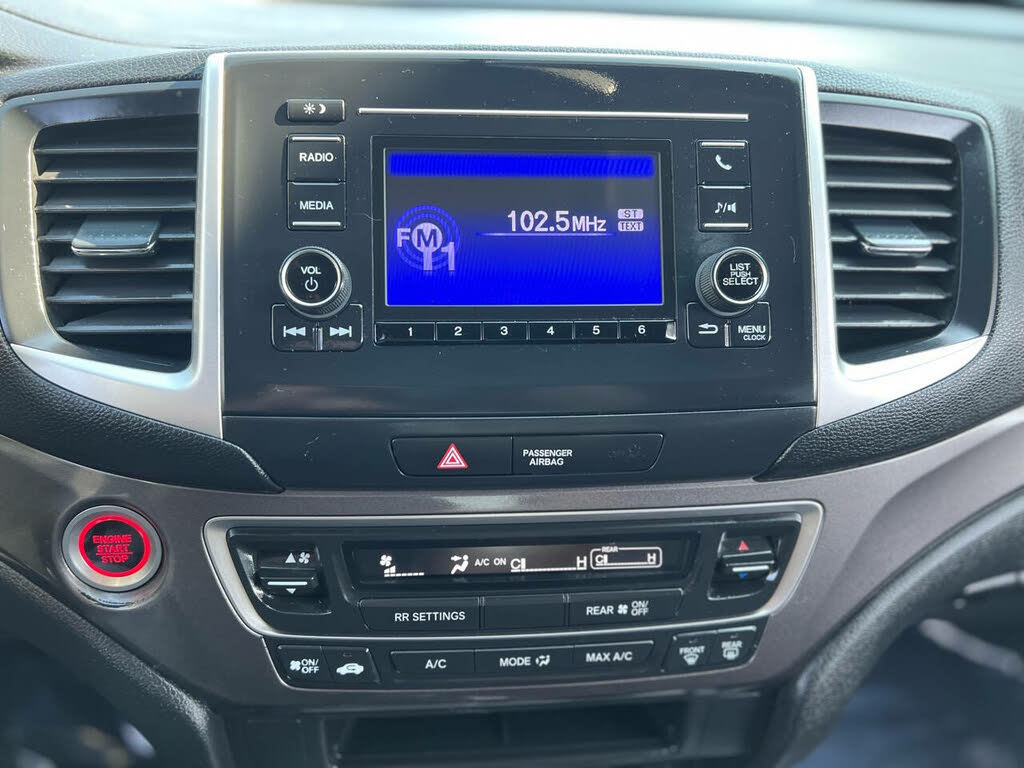 RADIO
MEDIA
VOL
FM1
102.5MHz
ST
TEXT
LIST
PUSH
SELECT
1 2 3 4 5 6
MENU
CLOCK
PASSENGER
AIRBAG
ENGINE
START
STOP
A/C ON C H
REAR
C H
RR SETTINGS
REAR ON/OFF
ON/OFF
A/C
MODE
MAX A/C
FRONT
REAR